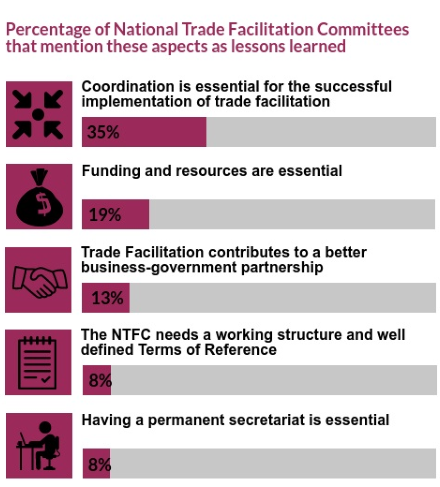 Percentage of National Trade Facilitation Committees
that mention these aspects as lessons learned
Coordination is essential for the successful
implementation of trade facilitation
35%
Funding and resources are essential
$
19%
Trade Facilitation contributes to a better
business-government partnership
13%
The NTFC needs a working structure and well
defined Terms of Reference
8%
Having a permanent secretariat is essential
8%